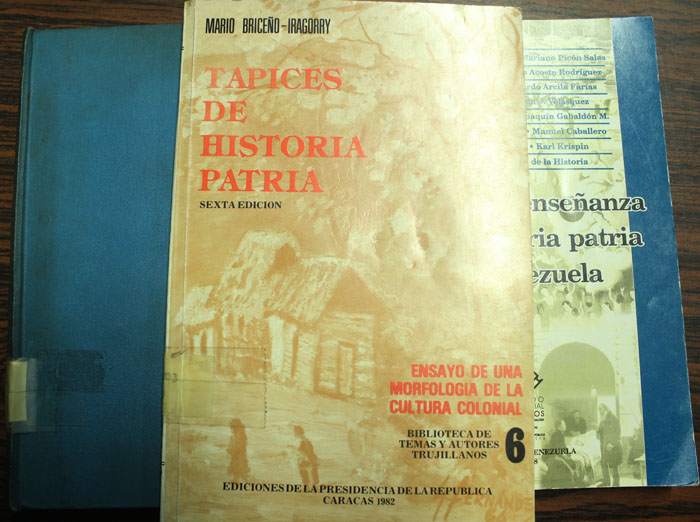 MARIO BRICEÑO-IRAGORRY
TAPICES
DE
HISTORIA
PATRIA
SEXTA EDICION
ENSAYO DE UNA
MORFOLOGIA DE LA
CULTURA COLONIAL
BIBLIOTECA DE
TEMAS Y AUTORES
TRUJILLANOS
6
EDICIONES DE LA PRESIDENCIA DE LA REPUBLICA
CARACAS 1982
HERNANDEZ
Mariano Picón Salas
Acosta Rodríguez
Arcila Farías
Velásquez
Joaquín Gabaldón M.
• Manuel Caballero
• Karl Krispin
de la Historia
enseñanza
ria patria
ezuela